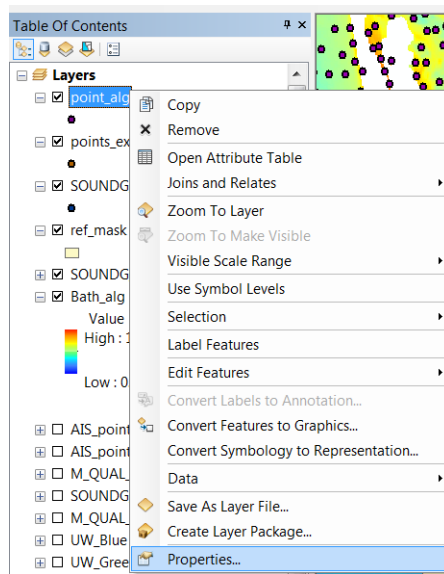 Table Of Contents
Layers
point_alg
points_ex
SOUNDG
ref_mask
SOUNDG
Bath_alg
Value
High : 1
Low : 0
AIS_point
AIS_point
M_QUAL_
SOUNDG
M_QUAL_
UW_Blue
UW_Gree
Copy
Remove
Open Attribute Table
Joins and Relates
Zoom To Layer
Zoom To Make Visible
Visible Scale Range
Use Symbol Levels
Selection
Label Features
Edit Features
Convert Labels to Annotation...
Convert Features to Graphics...
Convert Symbology to Representation...
Data
Save As Layer File...
Create Layer Package...
Properties...